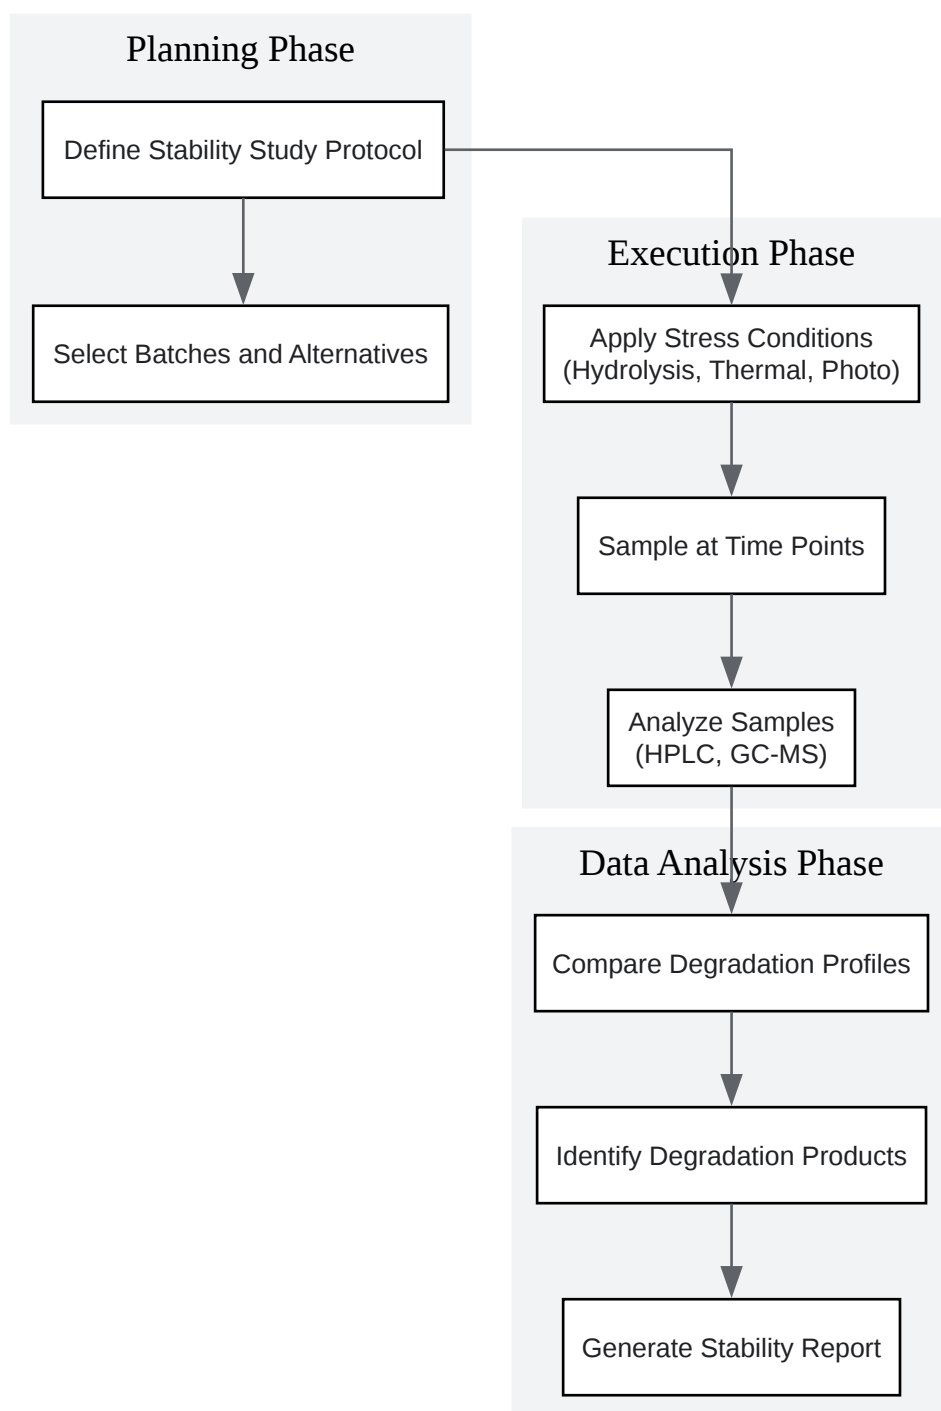 Planning Phase
Define Stability Study Protocol
Select Batches and Alternatives
Execution Phase
Apply Stress Conditions
(Hydrolysis, Thermal, Photo)
Sample at Time Points
Analyze Samples
(HPLC, GC-MS)
Data Analysis Phase
Compare Degradation Profiles
Identify Degradation Products
Generate Stability Report